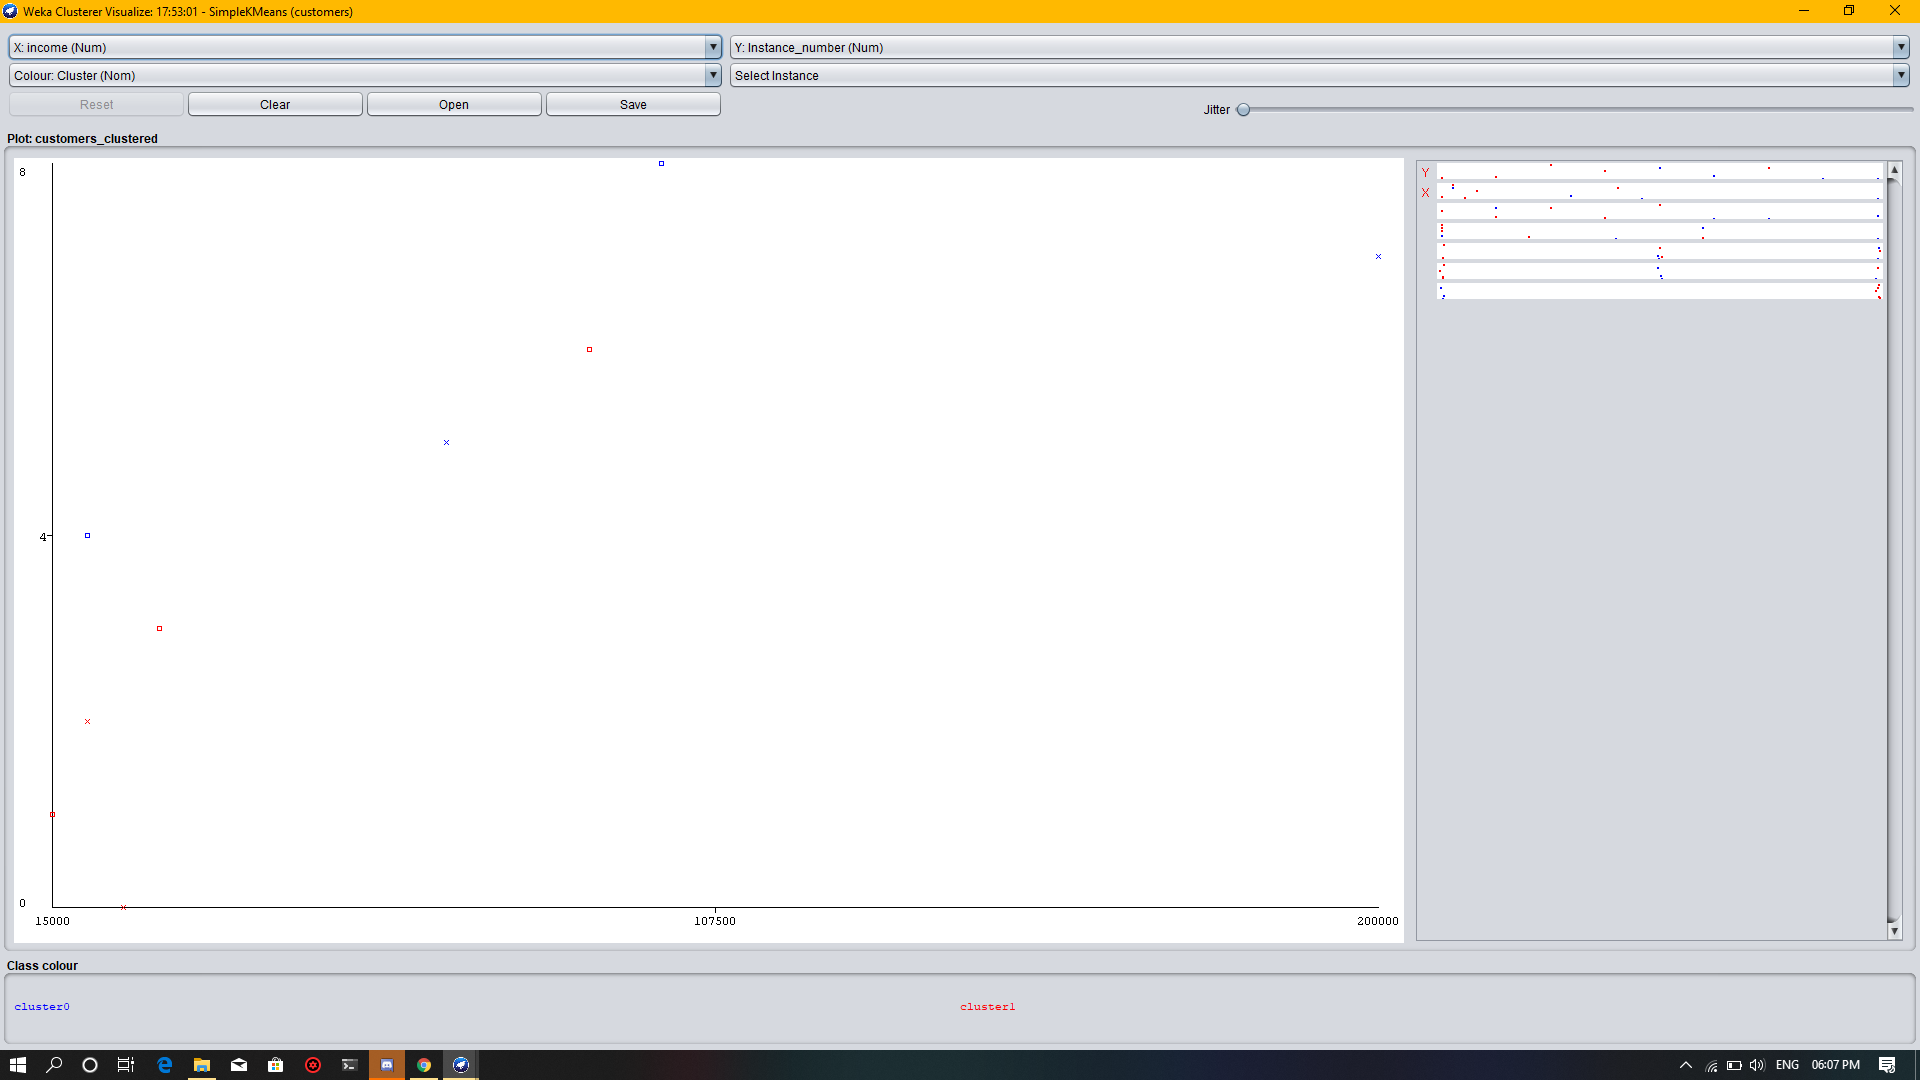 Weka Clusterer Visualize: 17:53:01 - SimpleKMeans (customers)
X: income (Num)
Y: Instance_number (Num)
Colour: Cluster (Nom)
Select Instance
Reset
Clear
Open
Save
Jitter
Plot: customers_clustered
8
4
0
15000
107500
200000
Y
X
Class colour
cluster0
cluster1
ENG
06:07 PM